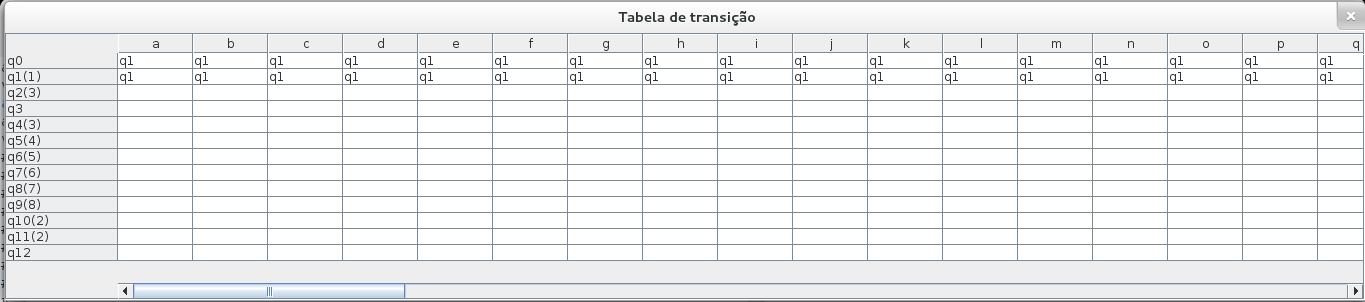 Tabela de transição
a b c d e f g h i j k l m n o p q
q0 q1 q1 q1 q1 q1 q1 q1 q1 q1 q1 q1 q1 q1 q1 q1 q1 q1
q1(1) q1 q1 q1 q1 q1 q1 q1 q1 q1 q1 q1 q1 q1 q1 q1 q1 q1
q2(3)
q3
q4(3)
q5(4)
q6(5)
q7(6)
q8(7)
q9(8)
q10(2)
q11(2)
q12